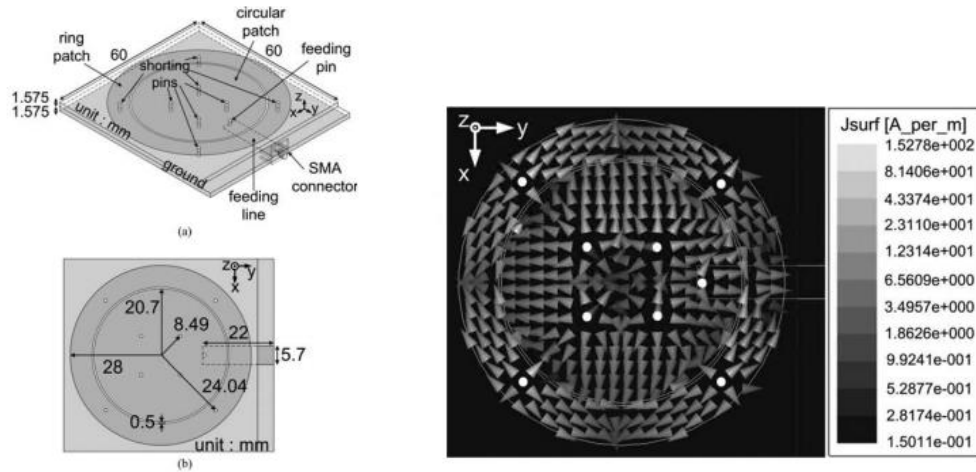 circular
patch
ring
patch
60
60
feeding
pin
shorting
pins
1.575
1.575
unit : mm
z
x
y
ground
SMA
connector
feeding
line
(a)
z
y
x
20.7
8.49
22
5.7
28
24.04
0.5
unit : mm
(b)
z
y
x
Jsurf [A_per_m]
1.5278e+002
8.1406e+001
4.3374e+001
2.3110e+001
1.2314e+001
6.5609e+000
3.4957e+000
1.8626e+000
9.9241e-001
5.2877e-001
2.8174e-001
1.5011e-001